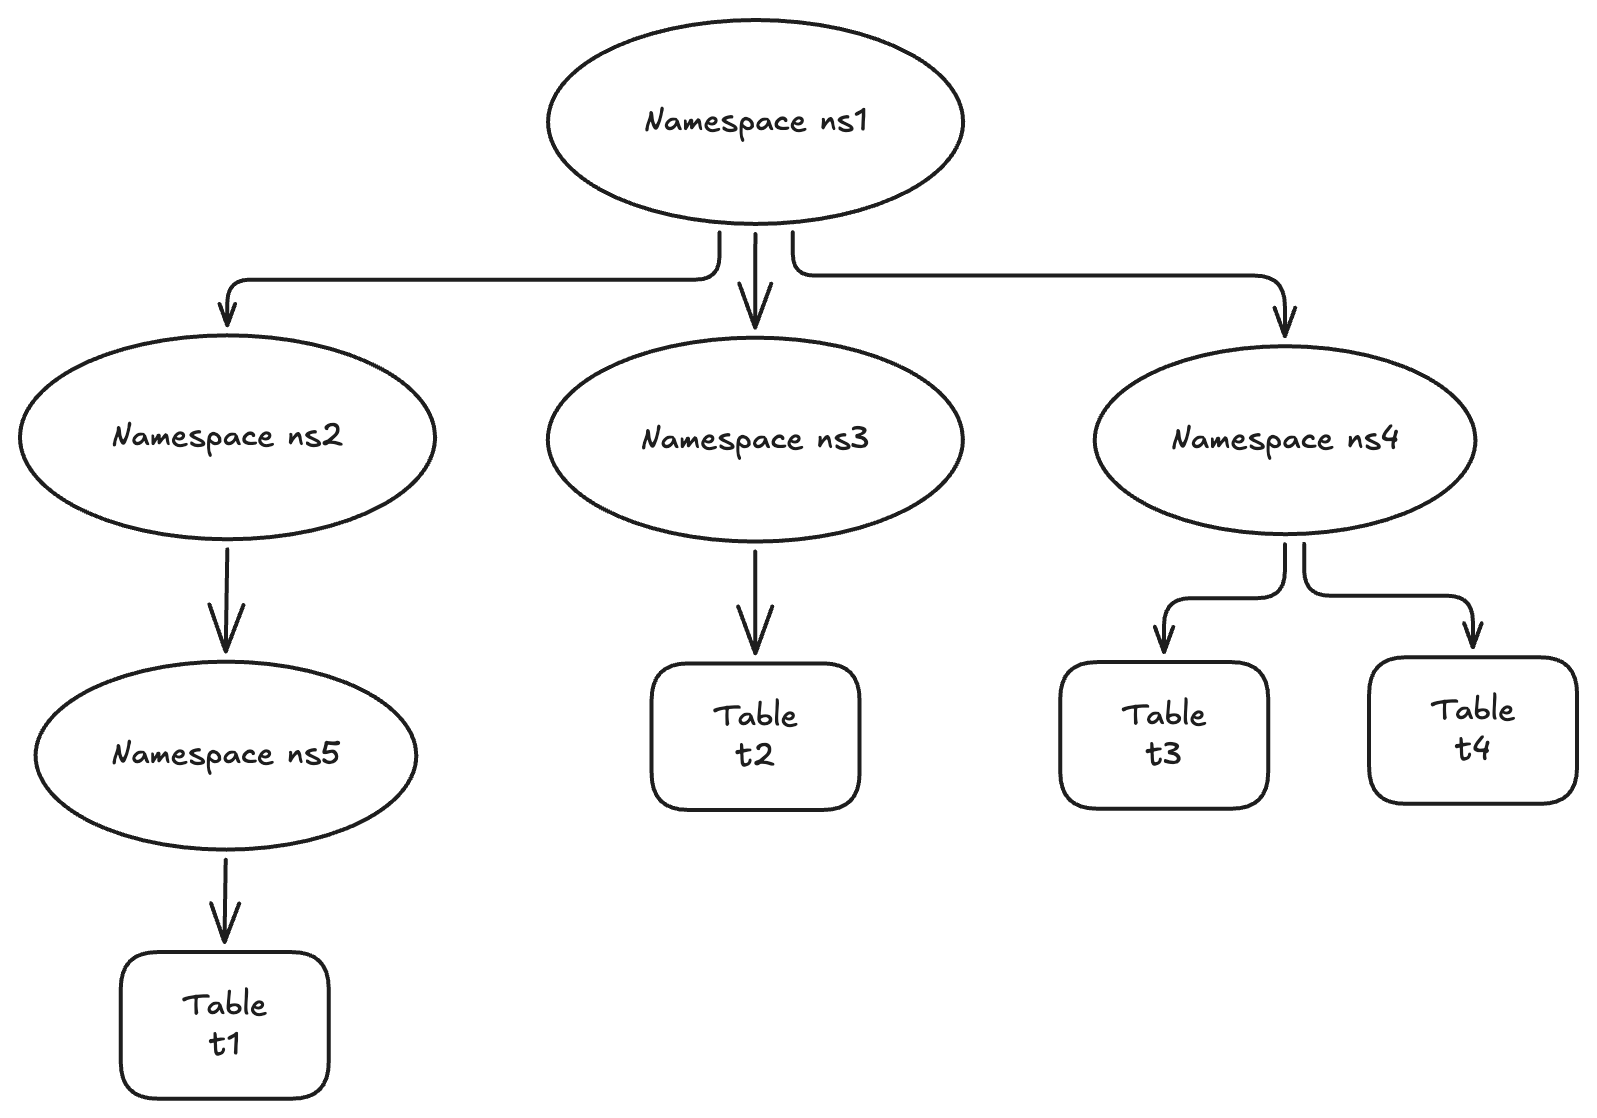 Namespace ns1
Namespace ns2
Namespace ns3
Namespace ns4
Namespace ns5
Table
t2
Table
t3
Table
t4
Table
t1